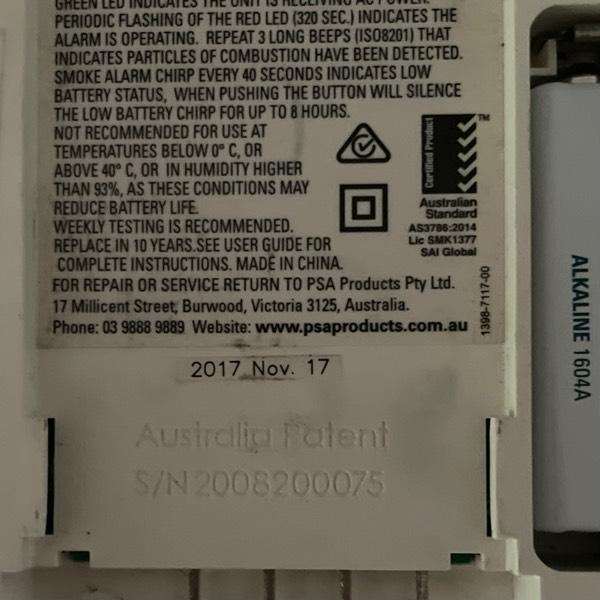 GREEN LED INDICATES THE UNIT IS RECEIVING AC POWER.
PERIODIC FLASHING OF THE RED LED (320 SEC.) INDICATES THE
ALARM IS OPERATING. REPEAT 3 LONG BEEPS (ISO8201) THAT
INDICATES PARTICLES OF COMBUSTION HAVE BEEN DETECTED.
SMOKE ALARM CHIRP EVERY 40 SECONDS INDICATES LOW
BATTERY STATUS, WHEN PUSHING THE BUTTON WILL SILENCE
THE LOW BATTERY CHIRP FOR UP TO 8 HOURS.
NOT RECOMMENDED FOR USE AT
TEMPERATURES BELOW 0° C, OR
ABOVE 40° C, OR IN HUMIDITY HIGHER
THAN 93%, AS THESE CONDITIONS MAY
REDUCE BATTERY LIFE.
WEEKLY TESTING IS RECOMMENDED.
REPLACE IN 10 YEARS.SEE USER GUIDE FOR
COMPLETE INSTRUCTIONS. MADE IN CHINA.
FOR REPAIR OR SERVICE RETURN TO PSA Products Pty Ltd.
17 Millicent Street, Burwood, Victoria 3125, Australia.
Phone: 03 9888 9889 Website: www.psaproducts.com.au
Certified Product
TM
Australian
Standard
AS3786:2014
Lic SMK1377
SAI Global
1398-7117-00
2017 Nov. 17
Australia Patent
S/N2008200075
ALKALINE 1604A